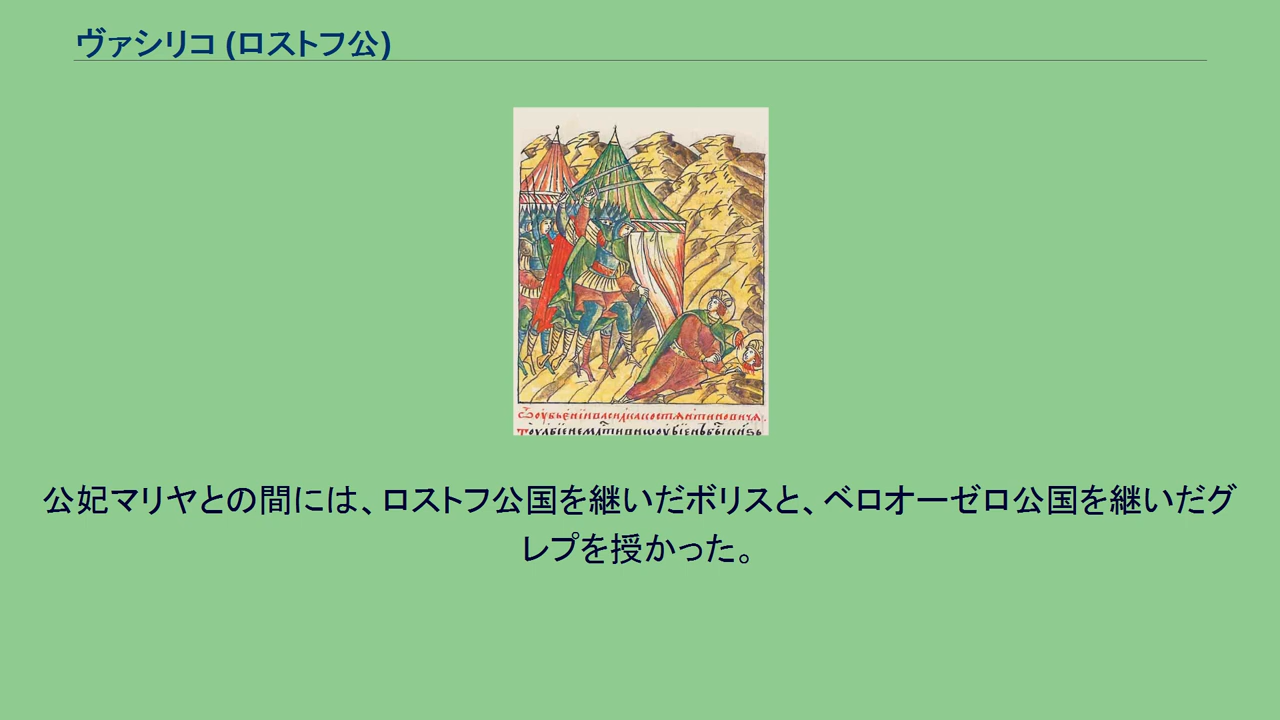 ヴァシリコ (ロストフ公)
公妃マリヤとの間には、ロストフ公国を継いだボリスと、ベロオーゼロ公国を継いだグ
レプを授かった。